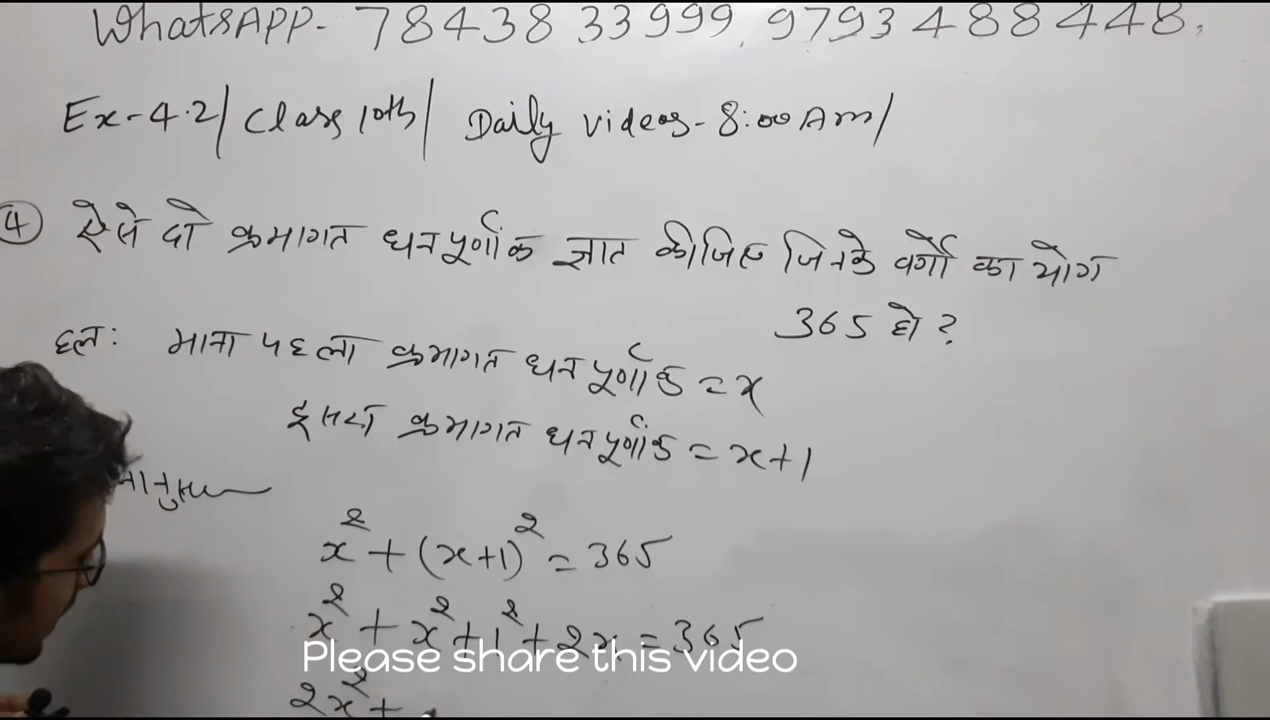 WhatsAPP- 7843833999, 9793488448,
Ex-4.2/ Class 10th/ Daily videos-8:00 Am/
④ ऐसे दो क्रमागत धनपूर्णांक ज्ञात कीजिए जिनके वर्गों का योग
365 हो ?
हल: माना पहला क्रमागत धनपूर्णांक = x
दूसरा क्रमागत धनपूर्णांक = x+1
x² + (x+1)² = 365
x² + x² + 1² + 2x = 365
Please share this video
2x² +